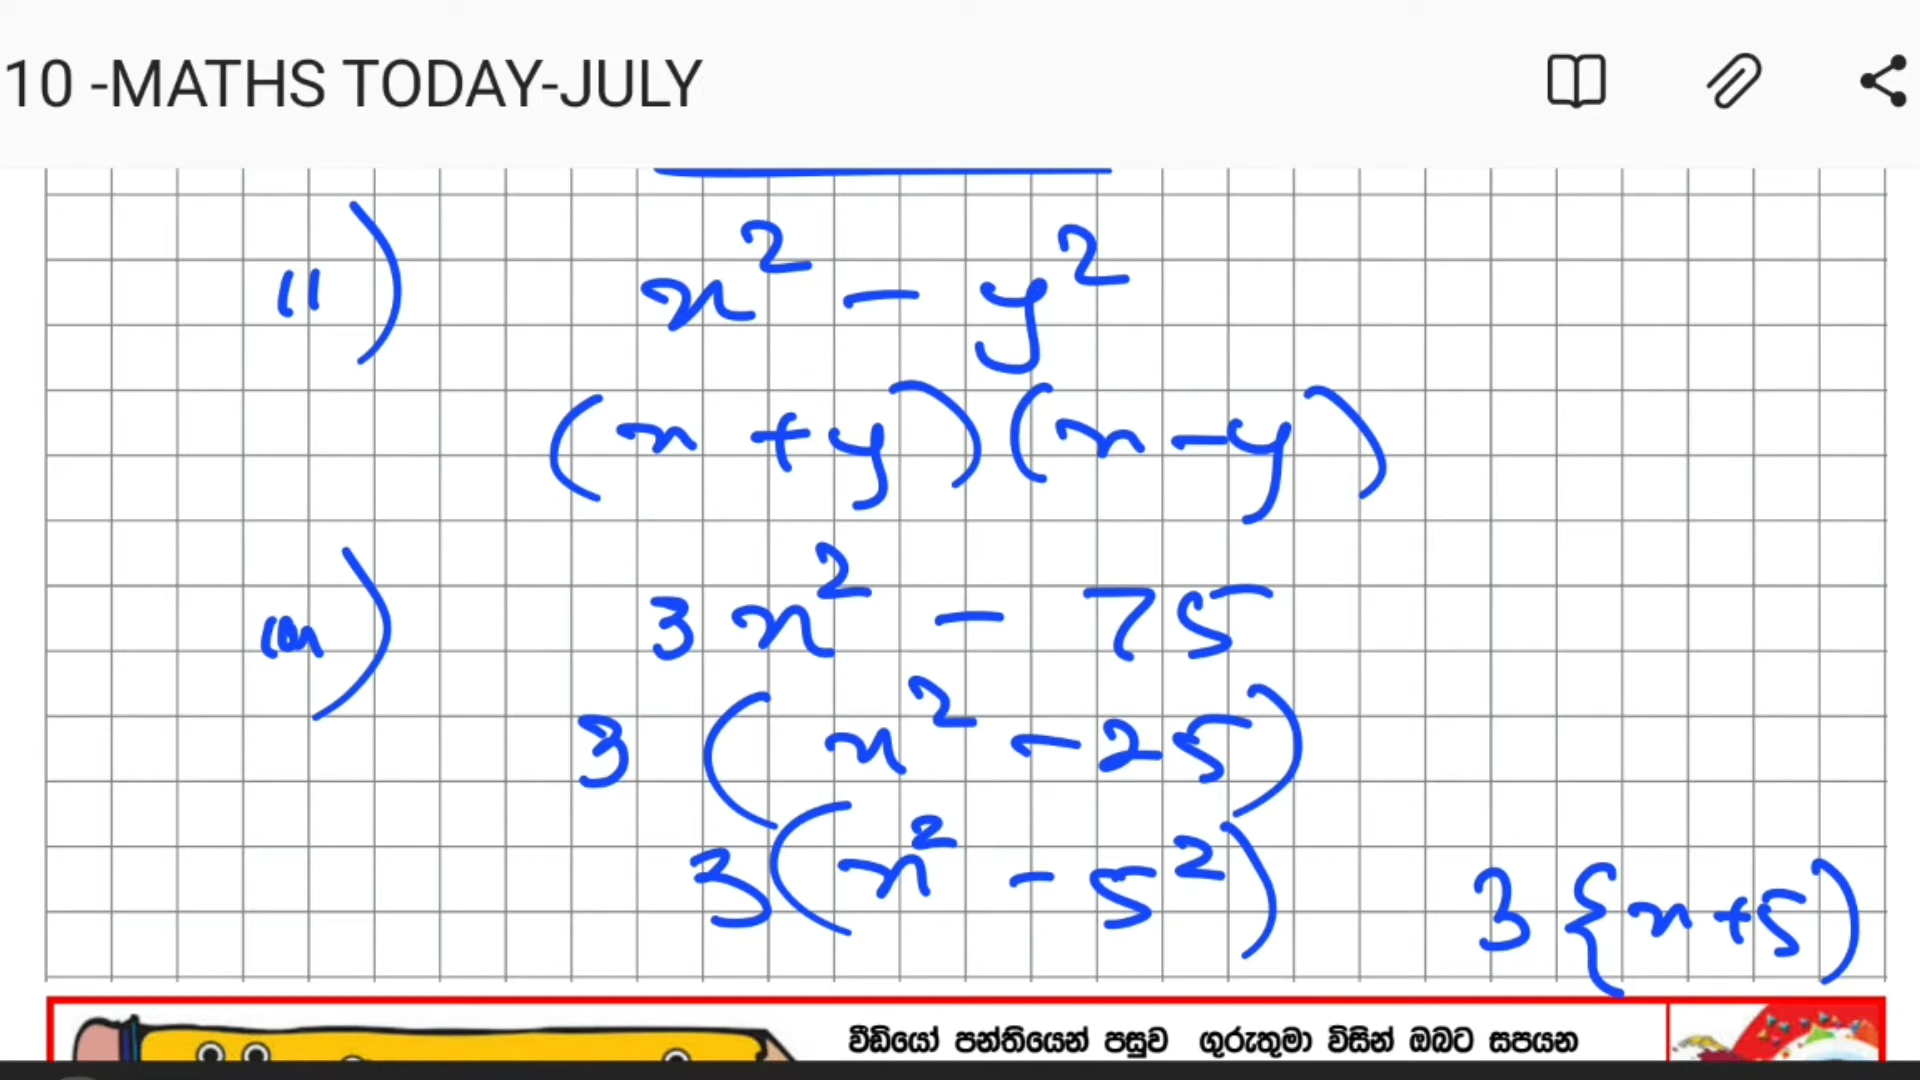 10 -MATHS TODAY-JULY
(ii) x² - y²
(x + y)(x - y)
(iii) 3x² - 75
3(x² - 25)
3(x² - 5²)
3{x+5)
වීඩියෝ පන්තියෙන් පසුව ගුරුතුමා විසින් ඔබට සපයන